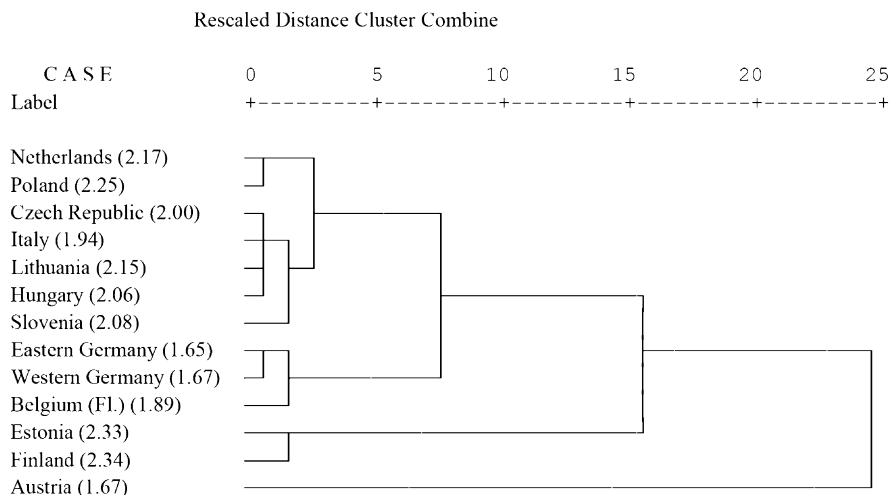 Rescaled Distance Cluster Combine
C A S E 0 5 10 15 20 25
Label +---------+---------+---------+---------+---------+
Netherlands (2.17)
Poland (2.25)
Czech Republic (2.00)
Italy (1.94)
Lithuania (2.15)
Hungary (2.06)
Slovenia (2.08)
Eastern Germany (1.65)
Western Germany (1.67)
Belgium (Fl.) (1.89)
Estonia (2.33)
Finland (2.34)
Austria (1.67)